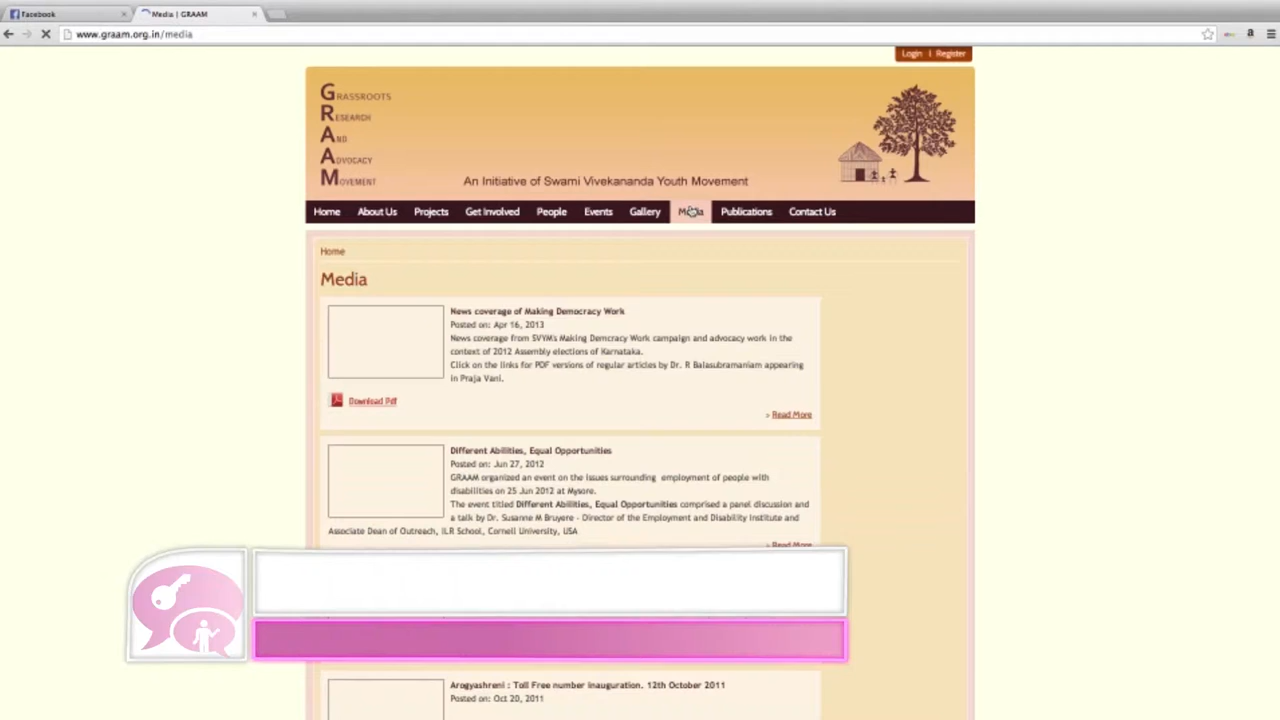 Facebook
Media | GRAAM
www.graam.org.in/media
Login | Register
GRASSROOTS
RESEARCH
AND
ADVOCACY
MOVEMENT
An Initiative of Swami Vivekananda Youth Movement
Home About Us Projects Get Involved People Events Gallery Media Publications Contact Us
Home
Media
News coverage of Making Democracy Work
Posted on: Apr 16, 2013
News coverage from SVYM's Making Demcracy Work campaign and advocacy work in the
context of 2012 Assembly elections of Karnataka.
Click on the links for PDF versions of regular articles by Dr. R Balasubramaniam appearing
in Praja Vani.
Download Pdf
> Read More
Different Abilities, Equal Opportunities
Posted on: Jun 27, 2012
GRAAM organized an event on the issues surrounding employment of people with
disabilities on 25 Jun 2012 at Mysore.
The event titled Different Abilities, Equal Opportunities comprised a panel discussion and
a talk by Dr. Susanne M Bruyere - Director of the Employment and Disability Institute and
Associate Dean of Outreach, ILR School, Cornell University, USA
> Read More
Arogyashreni : Toll Free number inauguration. 12th October 2011
Posted on: Oct 20, 2011